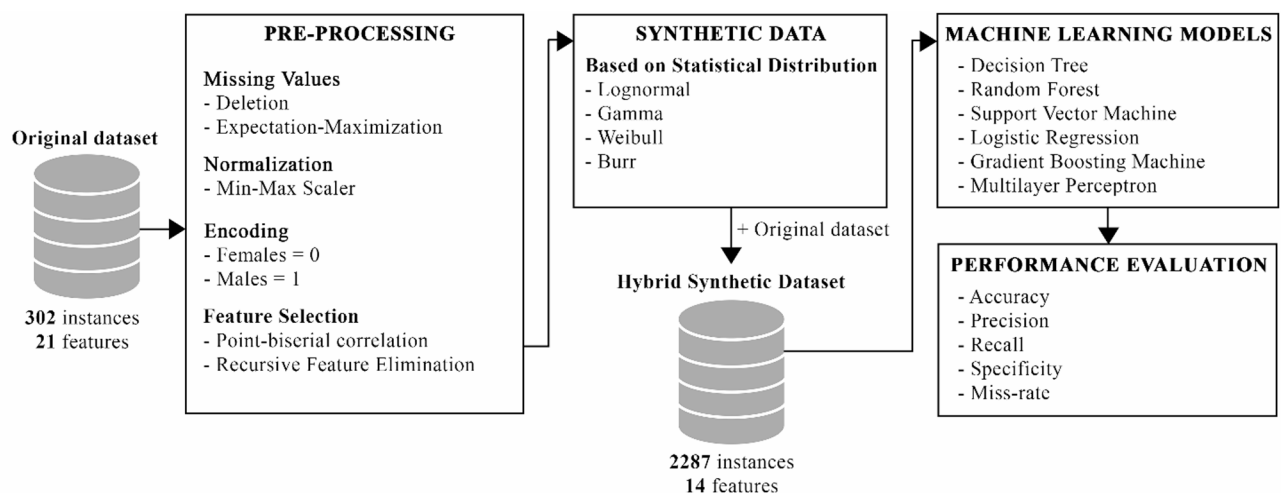 Original dataset
302 instances
21 features
PRE-PROCESSING
Missing Values
- Deletion
- Expectation-Maximization
Normalization
- Min-Max Scaler
Encoding
- Females = 0
- Males = 1
Feature Selection
- Point-biserial correlation
- Recursive Feature Elimination
SYNTHETIC DATA
Based on Statistical Distribution
- Lognormal
- Gamma
- Weibull
- Burr
+ Original dataset
Hybrid Synthetic Dataset
2287 instances
14 features
MACHINE LEARNING MODELS
- Decision Tree
- Random Forest
- Support Vector Machine
- Logistic Regression
- Gradient Boosting Machine
- Multilayer Perceptron
PERFORMANCE EVALUATION
- Accuracy
- Precision
- Recall
- Specificity
- Miss-rate